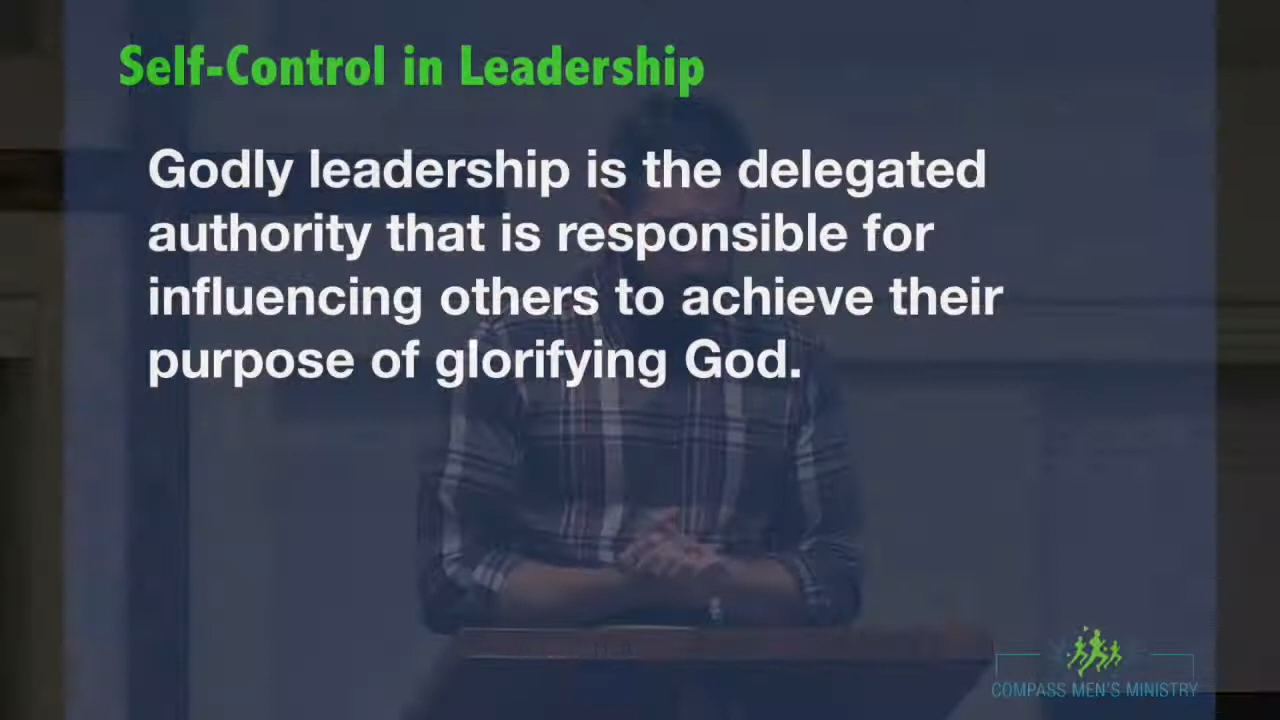 Self-Control in Leadership
Godly leadership is the delegated
authority that is responsible for
influencing others to achieve their
purpose of glorifying God.
COMPASS MEN'S MINISTRY